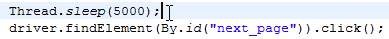 Thread.sleep(5000);
driver.findElement(By.id("next_page")).click();